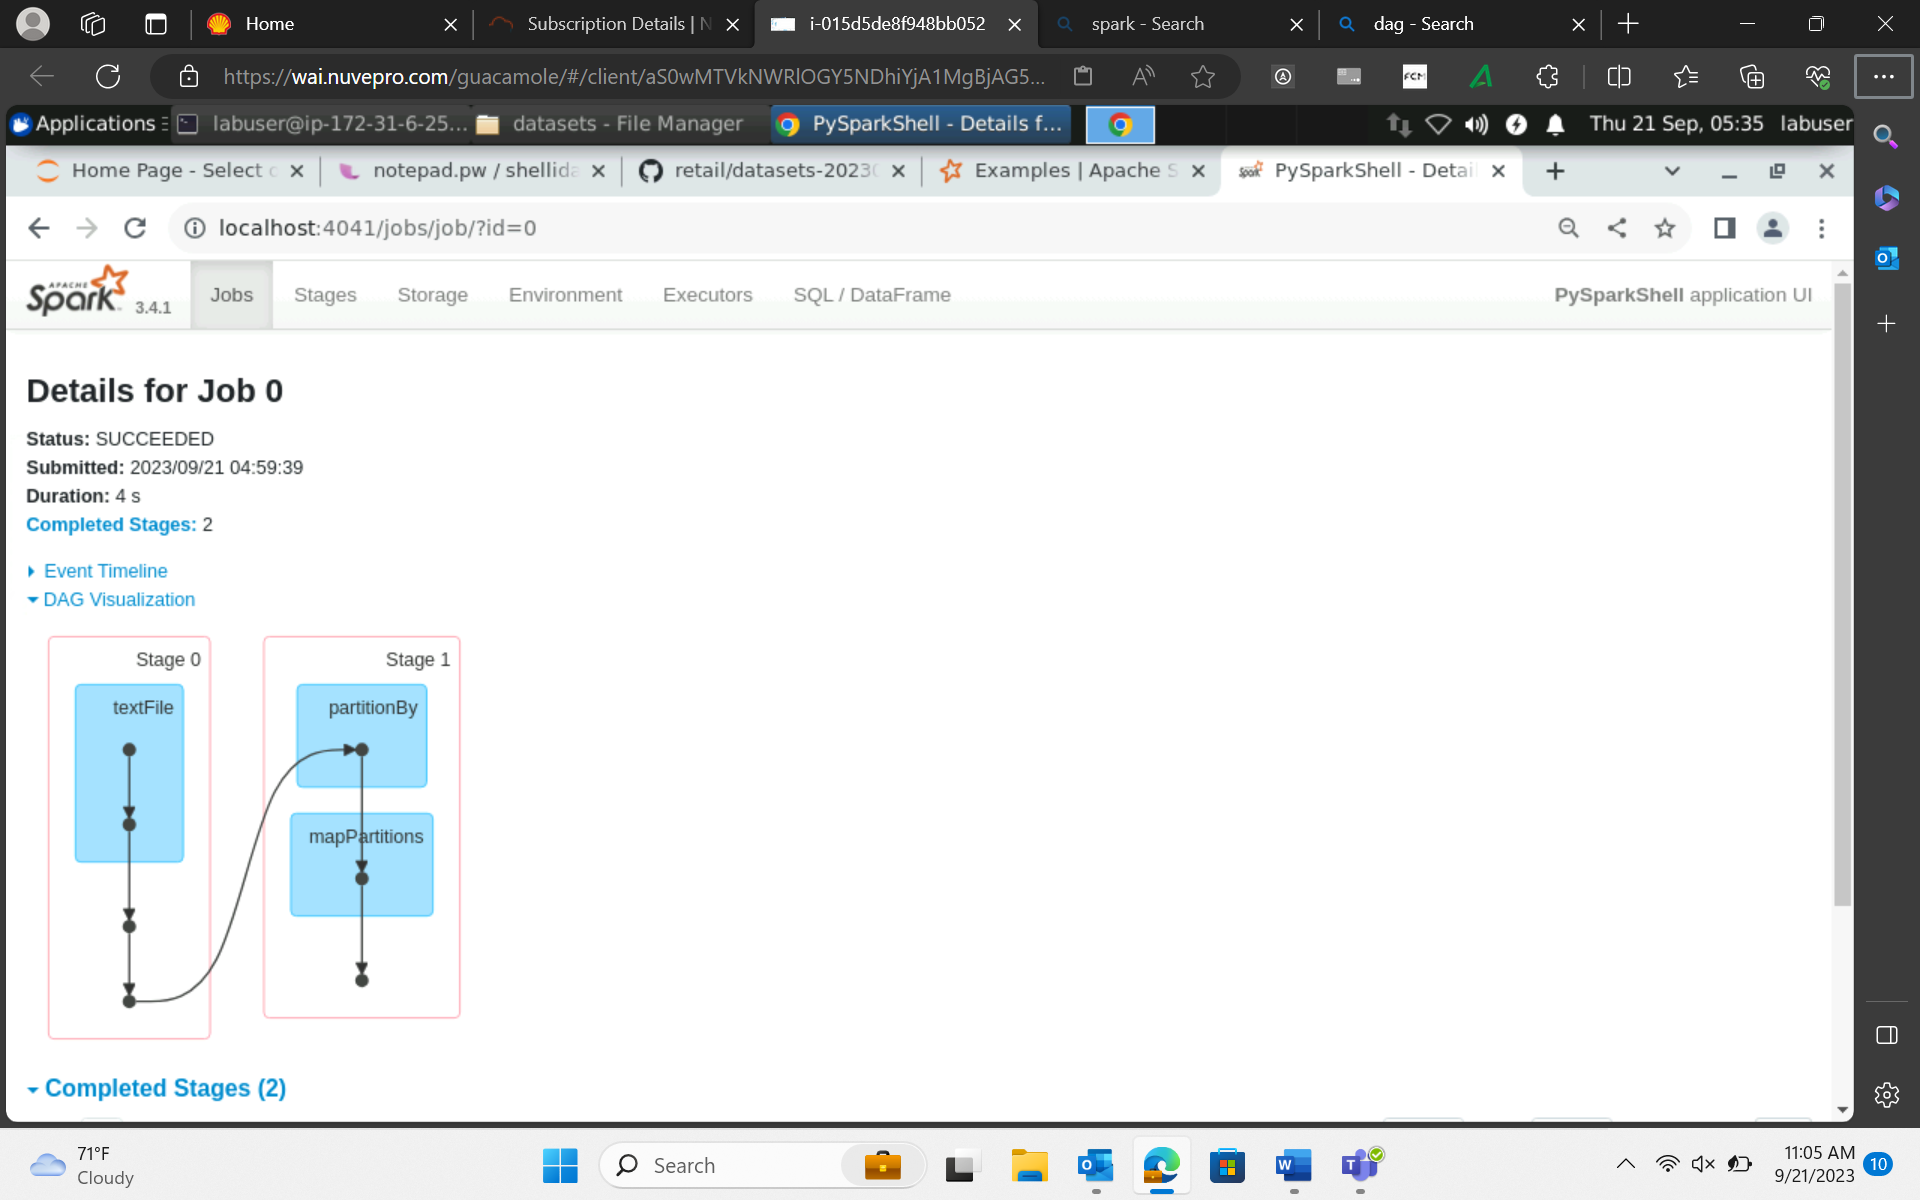 Home
Subscription Details | N
i-015d5de8f948bb052
spark - Search
dag - Search
https://wai.nuvepro.com/guacamole/#/client/aS0wMTVkNWRlOGY5NDhiYjA1MgBjAG5...
A
FCM
Applications
labuser@ip-172-31-6-25...
datasets - File Manager
PySparkShell - Details f...
Thu 21 Sep, 05:35
labuser
Home Page - Select c
notepad.pw / shellida
retail/datasets-2023
Examples | Apache S
PySparkShell - Detail
localhost:4041/jobs/job/?id=0
APACHE Spark 3.4.1
Jobs
Stages
Storage
Environment
Executors
SQL / DataFrame
PySparkShell application UI
Details for Job 0
Status: SUCCEEDED
Submitted: 2023/09/21 04:59:39
Duration: 4 s
Completed Stages: 2
Event Timeline
DAG Visualization
Stage 0
textFile
Stage 1
partitionBy
mapPartitions
Completed Stages (2)
71°F
Cloudy
Search
11:05 AM
9/21/2023
10